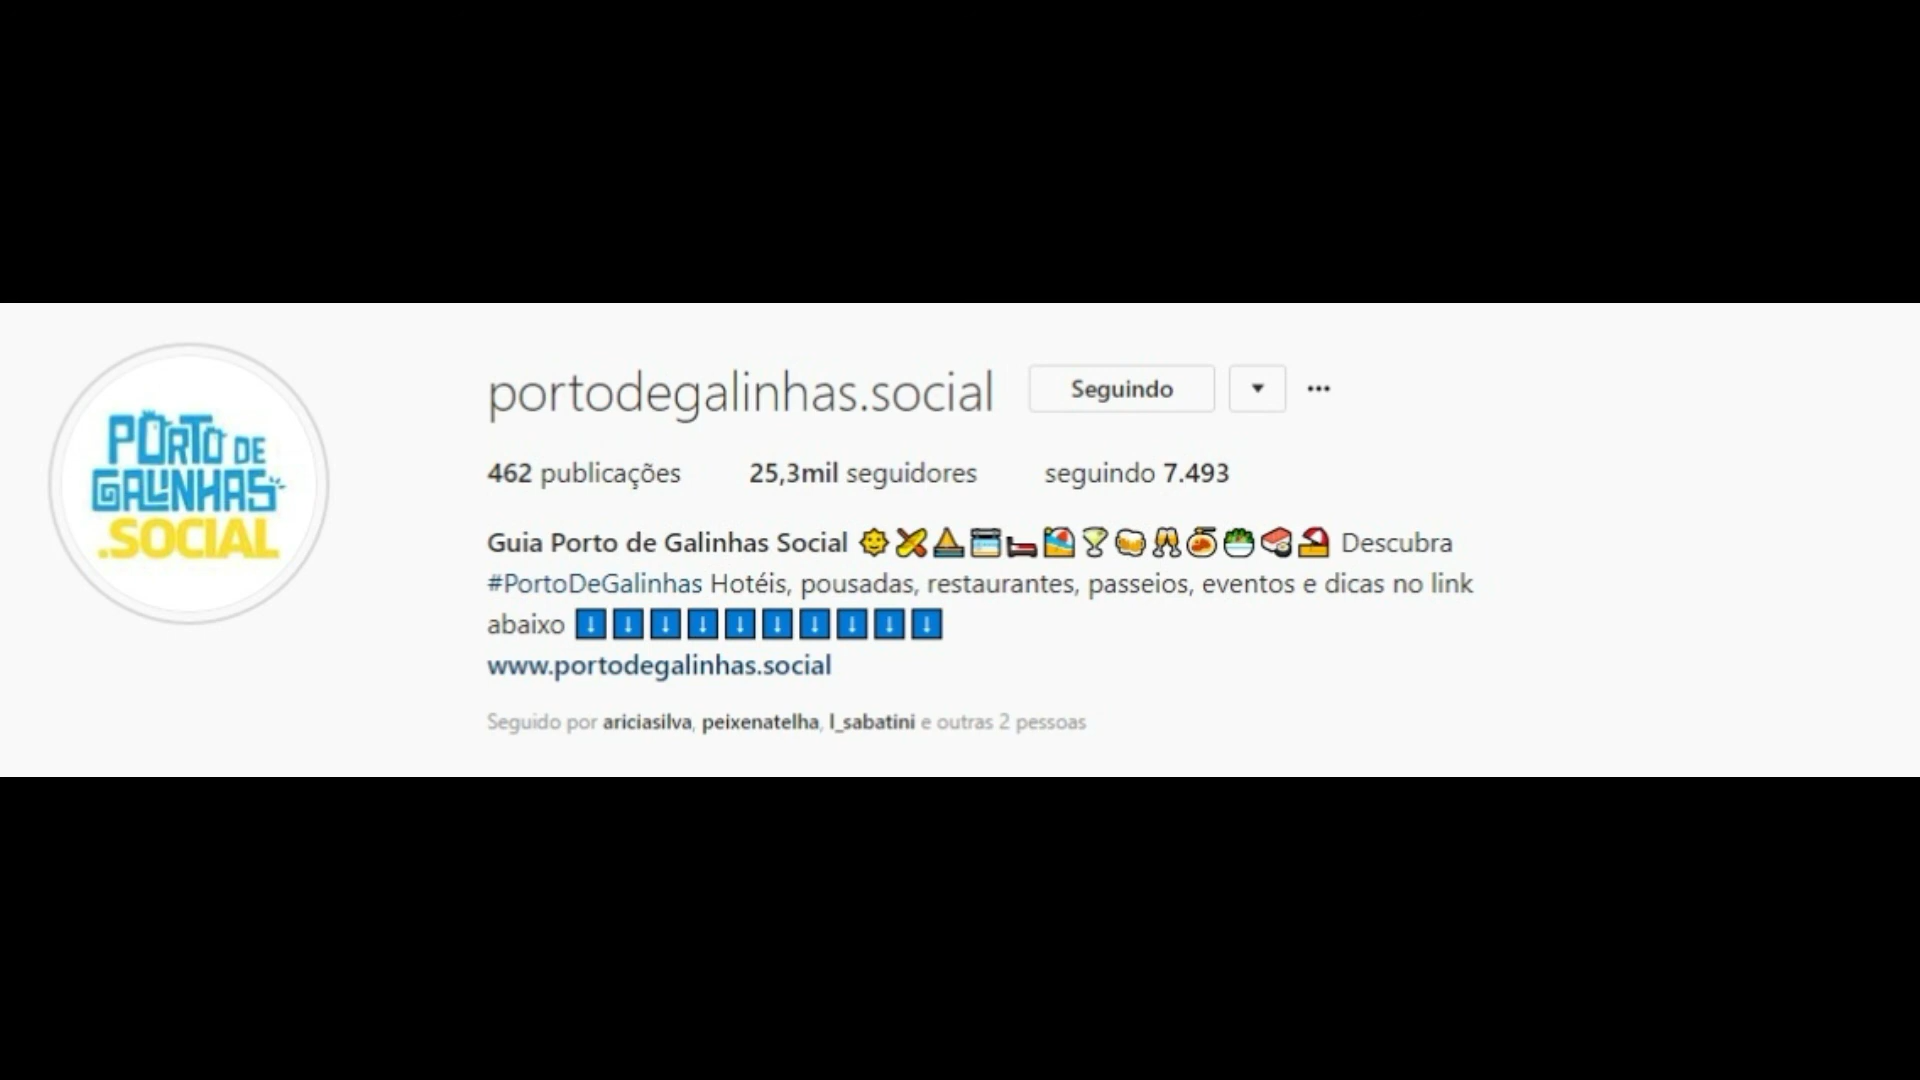 PORTO DE
GALINHAS
.SOCIAL
portodegalinhas.social Seguindo ▼ •••
462 publicações 25,3mil seguidores seguindo 7.493
Guia Porto de Galinhas Social Descubra
#PortoDeGalinhas Hotéis, pousadas, restaurantes, passeios, eventos e dicas no link
abaixo ⬇⬇⬇⬇⬇⬇⬇⬇⬇⬇
www.portodegalinhas.social
Seguido por ariciasilva, peixenatelha, l_sabatini e outras 2 pessoas